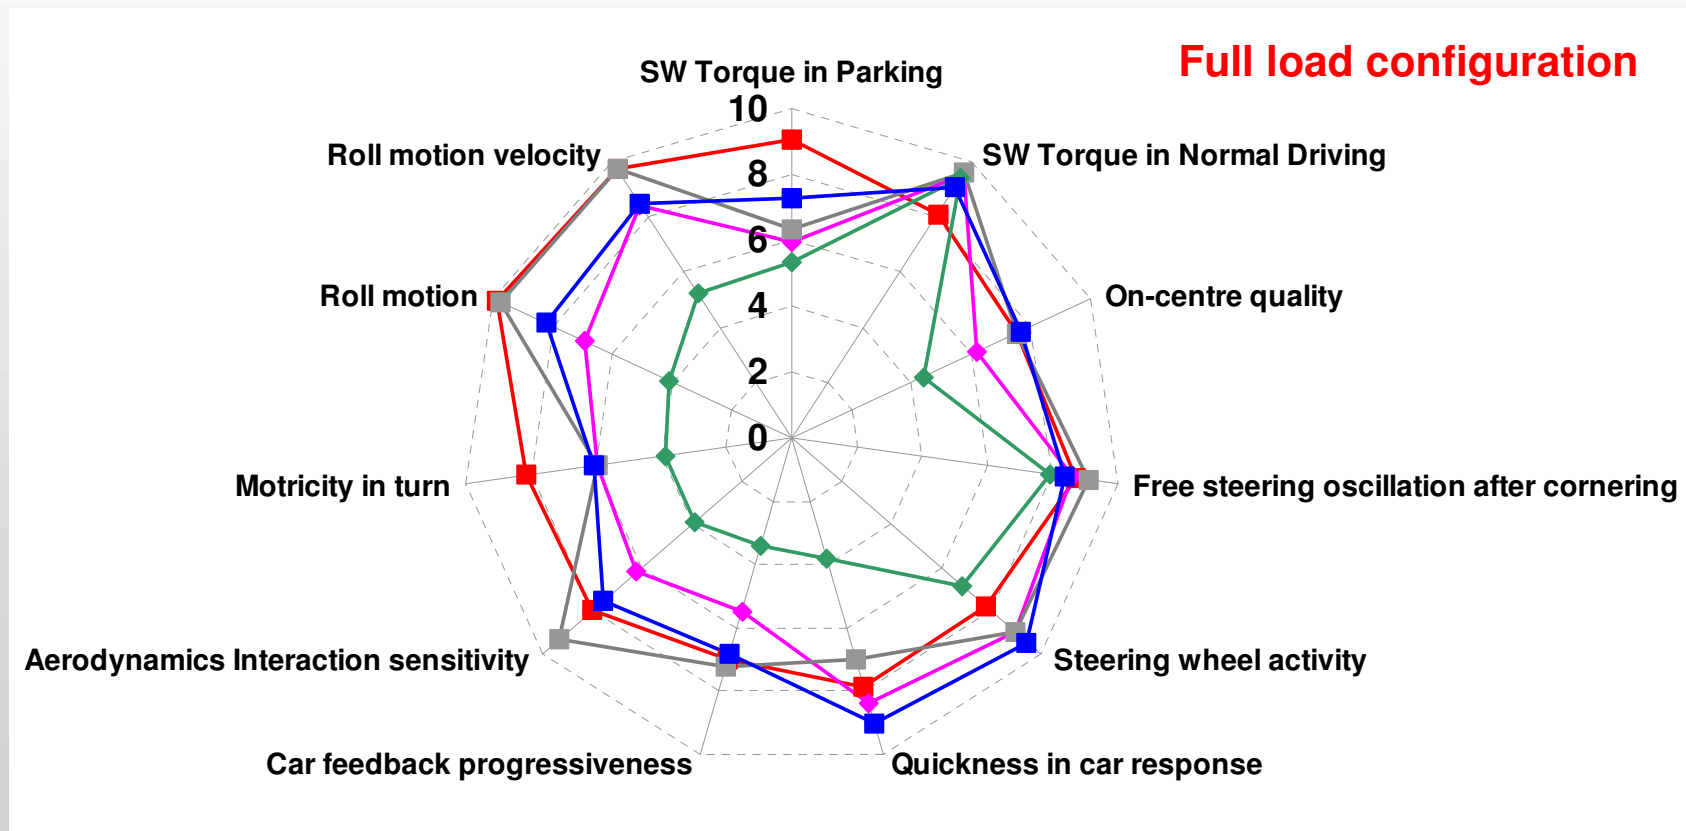 Full load configuration
SW Torque in Parking
10
Roll motion velocity
SW Torque in Normal Driving
8
6
Roll motion
On-centre quality
4
2
0
Motricity in turn
Free steering oscillation after cornering
Aerodynamics Interaction sensitivity
Steering wheel activity
Car feedback progressiveness
Quickness in car response